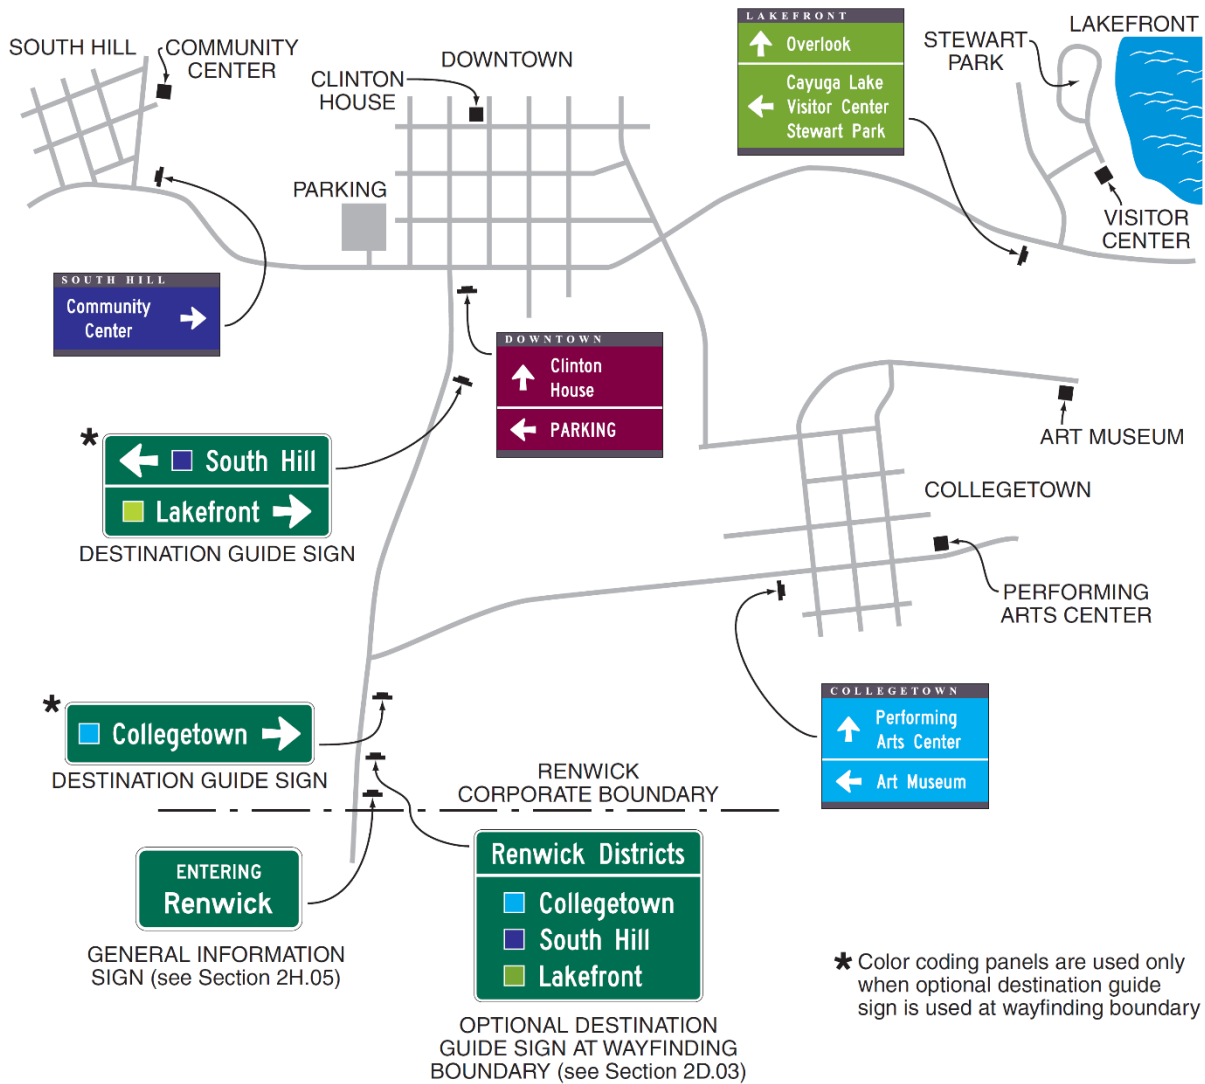 SOUTH HILL
COMMUNITY
CENTER
CLINTON
HOUSE
DOWNTOWN
LAKEFRONT
Overlook
Cayuga Lake
Visitor Center
Stewart Park
STEWART
PARK
LAKEFRONT
PARKING
VISITOR
CENTER
SOUTH HILL
Community
Center
DOWNTOWN
Clinton
House
PARKING
ART MUSEUM
* South Hill
Lakefront
DESTINATION GUIDE SIGN
COLLEGETOWN
PERFORMING
ARTS CENTER
* Collegetown
DESTINATION GUIDE SIGN
COLLEGETOWN
Performing
Arts Center
Art Museum
RENWICK
CORPORATE BOUNDARY
ENTERING
Renwick
GENERAL INFORMATION
SIGN (see Section 2H.05)
Renwick Districts
Collegetown
South Hill
Lakefront
OPTIONAL DESTINATION
GUIDE SIGN AT WAYFINDING
BOUNDARY (see Section 2D.03)
* Color coding panels are used only
when optional destination guide
sign is used at wayfinding boundary